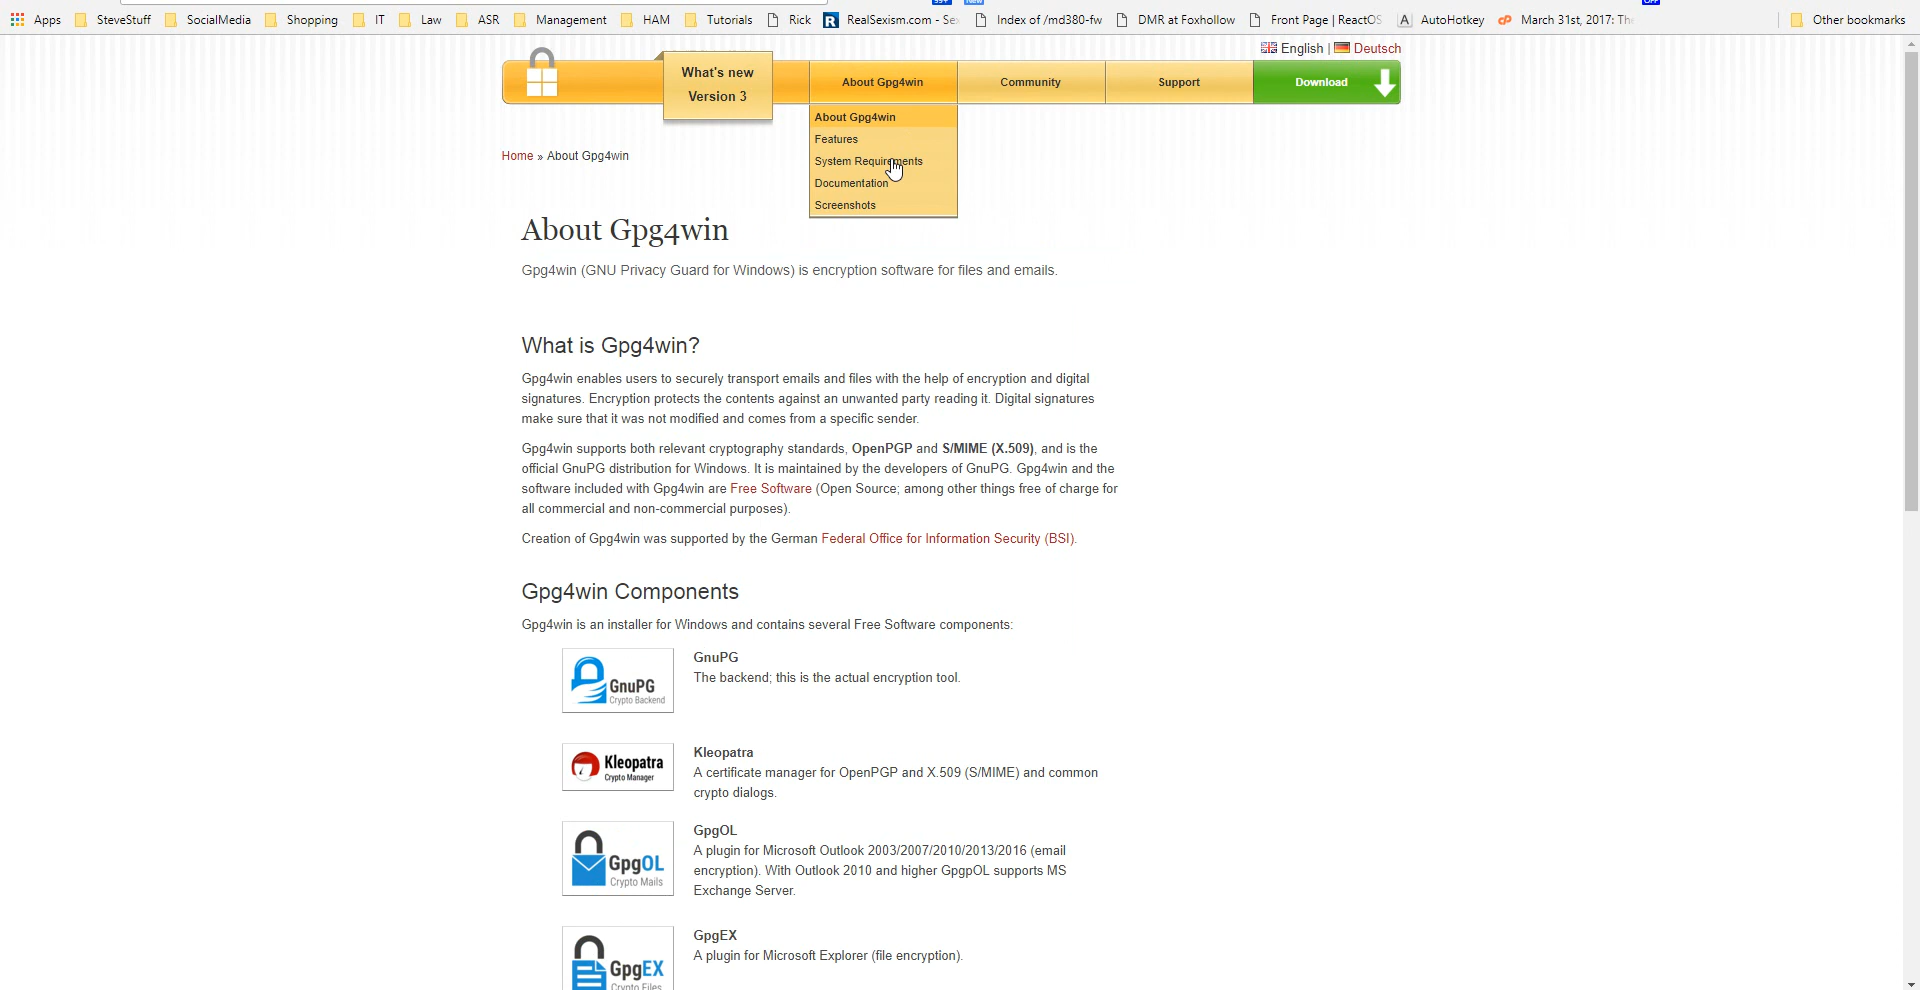 99+ New OFF
Apps SteveStuff SocialMedia Shopping IT Law ASR Management HAM Tutorials Rick RealSexism.com - Se Index of /md380-fw DMR at Foxhollow Front Page | ReactOS AutoHotkey March 31st, 2017: Th Other bookmarks
English | Deutsch
What's new
Version 3
About Gpg4win Community Support Download
About Gpg4win
Features
System Requirements
Documentation
Screenshots
Home » About Gpg4win
About Gpg4win
Gpg4win (GNU Privacy Guard for Windows) is encryption software for files and emails.
What is Gpg4win?
Gpg4win enables users to securely transport emails and files with the help of encryption and digital
signatures. Encryption protects the contents against an unwanted party reading it. Digital signatures
make sure that it was not modified and comes from a specific sender.
Gpg4win supports both relevant cryptography standards, OpenPGP and S/MIME (X.509), and is the
official GnuPG distribution for Windows. It is maintained by the developers of GnuPG. Gpg4win and the
software included with Gpg4win are Free Software (Open Source; among other things free of charge for
all commercial and non-commercial purposes).
Creation of Gpg4win was supported by the German Federal Office for Information Security (BSI).
Gpg4win Components
Gpg4win is an installer for Windows and contains several Free Software components:
GnuPG
Crypto Backend
GnuPG
The backend; this is the actual encryption tool.
Kleopatra
Crypto Manager
Kleopatra
A certificate manager for OpenPGP and X.509 (S/MIME) and common
crypto dialogs.
GpgOL
Crypto Mails
GpgOL
A plugin for Microsoft Outlook 2003/2007/2010/2013/2016 (email
encryption). With Outlook 2010 and higher GpgpOL supports MS
Exchange Server.
GpgEX
Crypto Files
GpgEX
A plugin for Microsoft Explorer (file encryption).